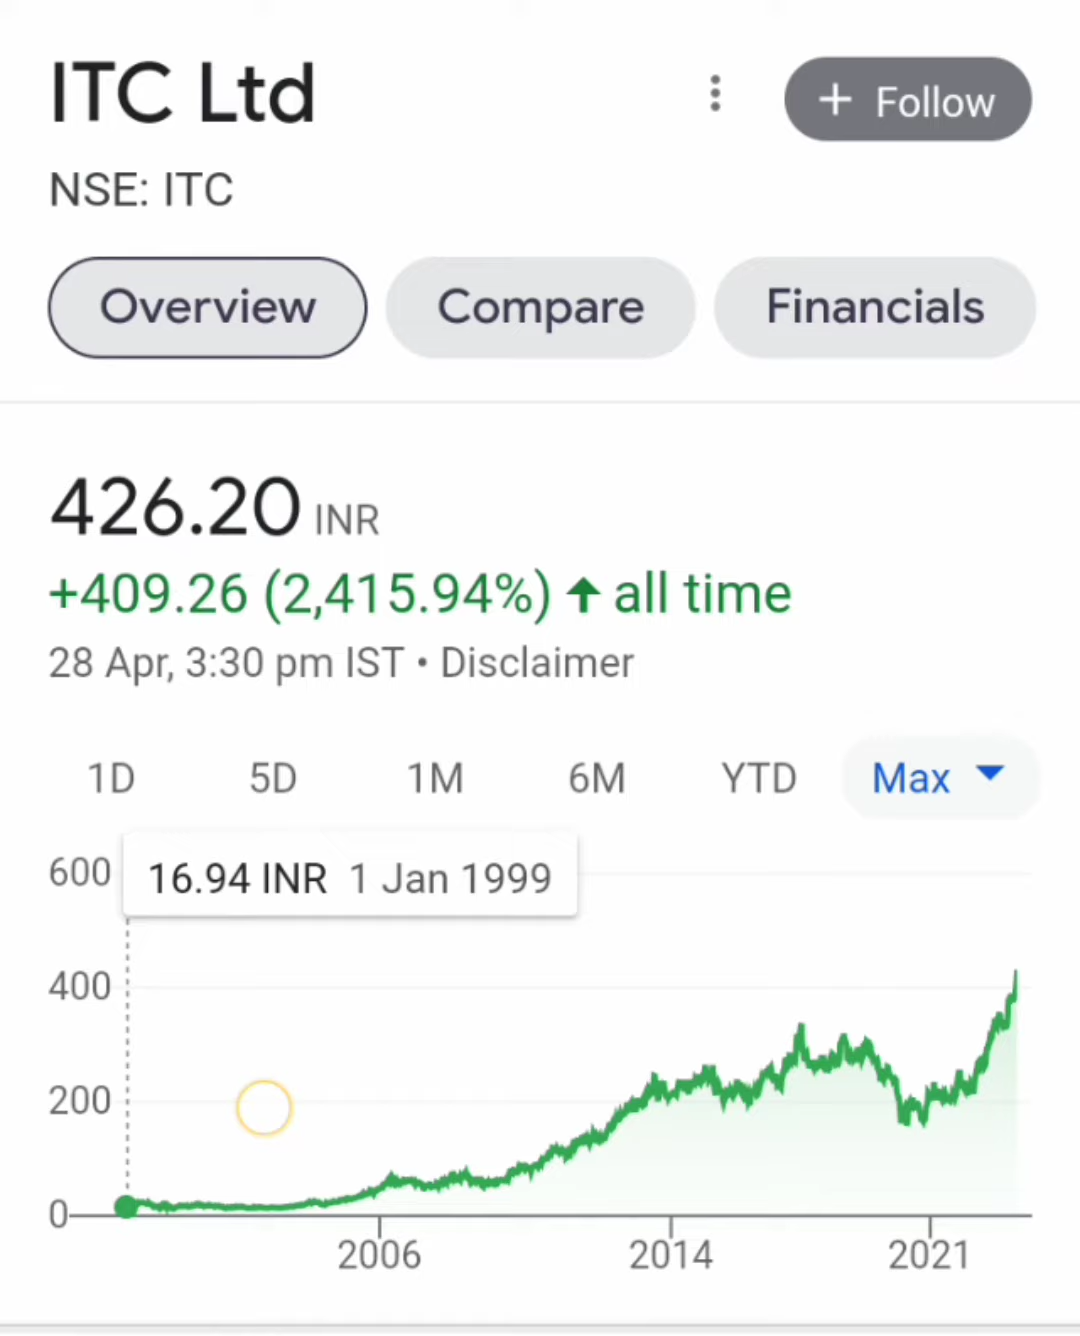 ITC Ltd
+ Follow
NSE: ITC
Overview Compare Financials
426.20 INR
+409.26 (2,415.94%) ↑ all time
28 Apr, 3:30 pm IST • Disclaimer
1D 5D 1M 6M YTD Max
600
16.94 INR 1 Jan 1999
400
200
0
2006 2014 2021